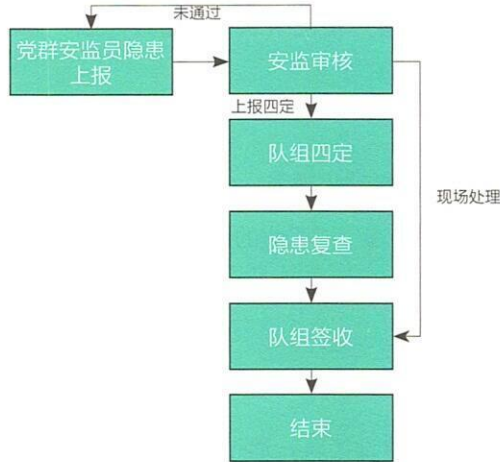 未通过
党群安监员隐患
上报
安监审核
上报四定
队组四定
现场处理
隐患复查
队组签收
结束